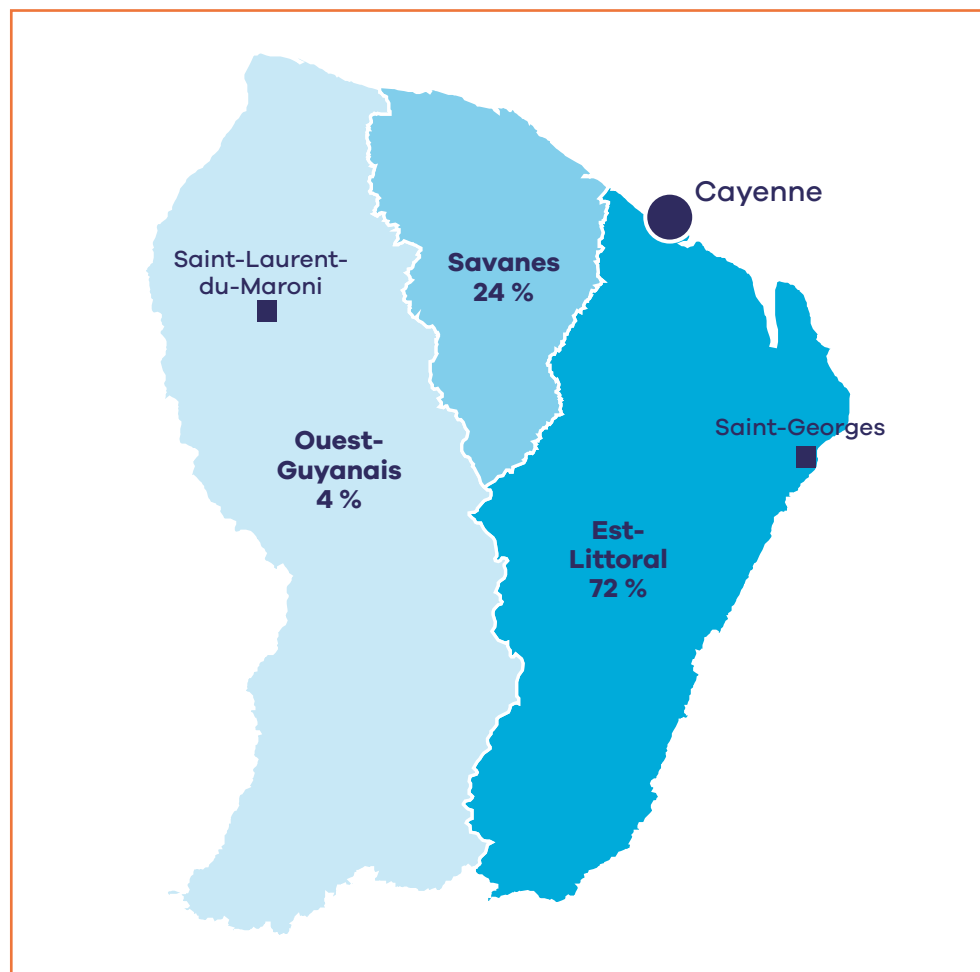 Cayenne
Saint-Laurent-
du-Maroni
Savanes
24 %
Saint-Georges
Ouest-
Guyanais
4 %
Est-
Littoral
72 %